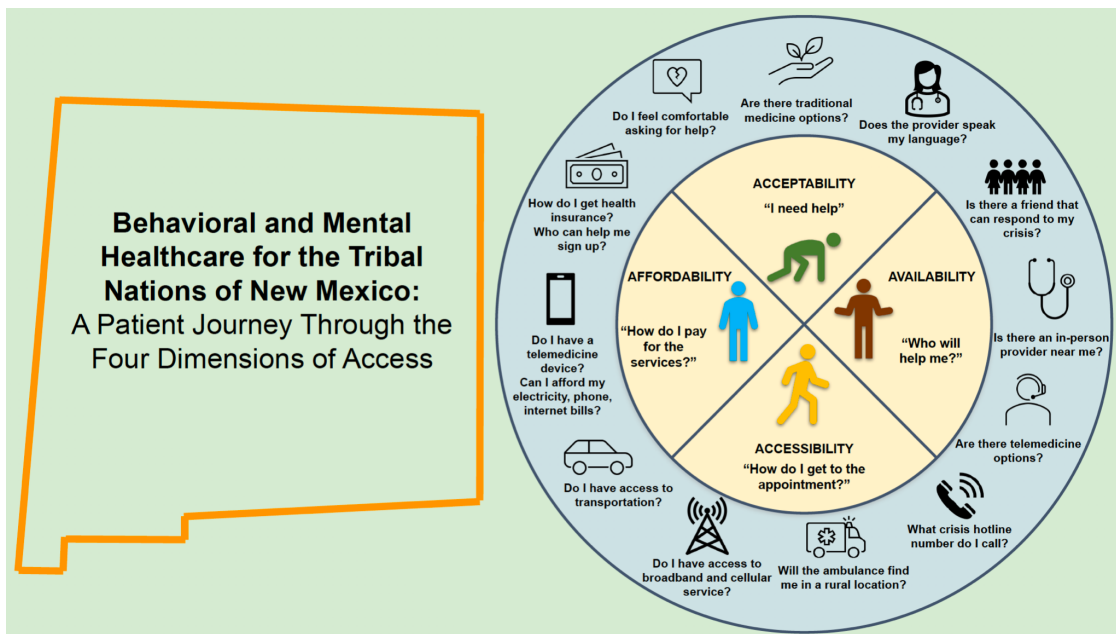 Behavioral and Mental
Healthcare for the Tribal
Nations of New Mexico:
A Patient Journey Through the
Four Dimensions of Access
Do I feel comfortable
asking for help?
Are there traditional
medicine options?
Does the provider speak
my language?
Is there a friend that
can respond to my
crisis?
Is there an in-person
provider near me?
Are there telemedicine
options?
What crisis hotline
number do I call?
Will the ambulance find
me in a rural location?
Do I have access to
broadband and cellular
service?
Do I have access to
transportation?
Do I have a
telemedicine
device?
Can I afford my
electricity, phone,
internet bills?
How do I get health
insurance?
Who can help me
sign up?
ACCEPTABILITY
“I need help”
AVAILABILITY
“Who will
help me?”
ACCESSIBILITY
“How do I get to the
appointment?”
AFFORDABILITY
“How do I pay
for the
services?”